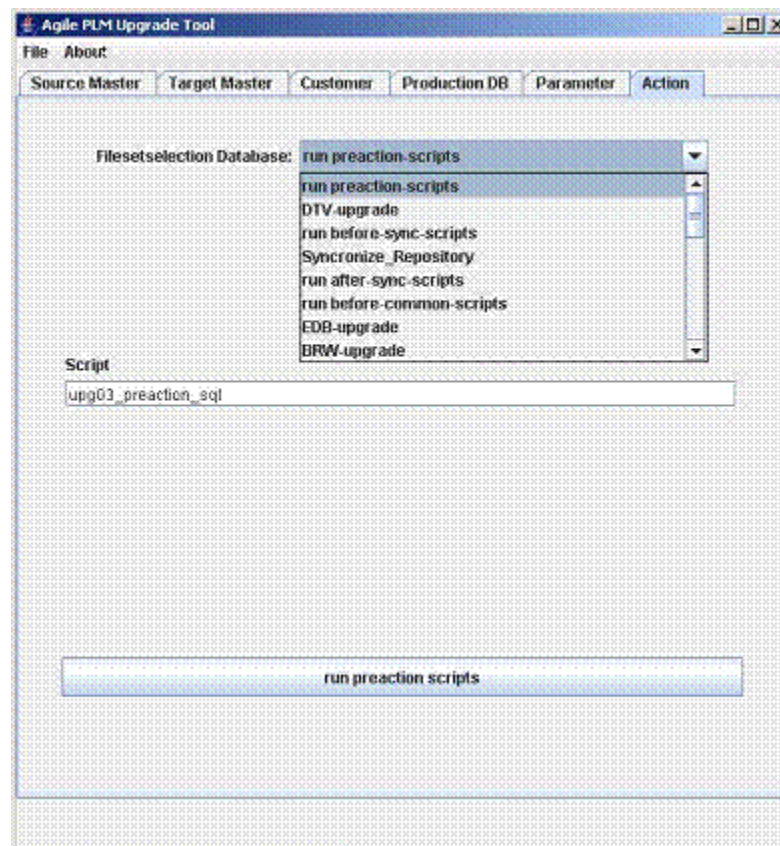 Agile PLM Upgrade Tool
File About
Source Master Target Master Customer Production DB Parameter Action
Filesetselection Database: run preaction-scripts
run preaction-scripts
DTV-upgrade
run before-sync-scripts
Syncronize_Repository
run after-sync-scripts
run before-common-scripts
EDB-upgrade
BRW-upgrade
Script
upg03_preaction_sql
run preaction scripts